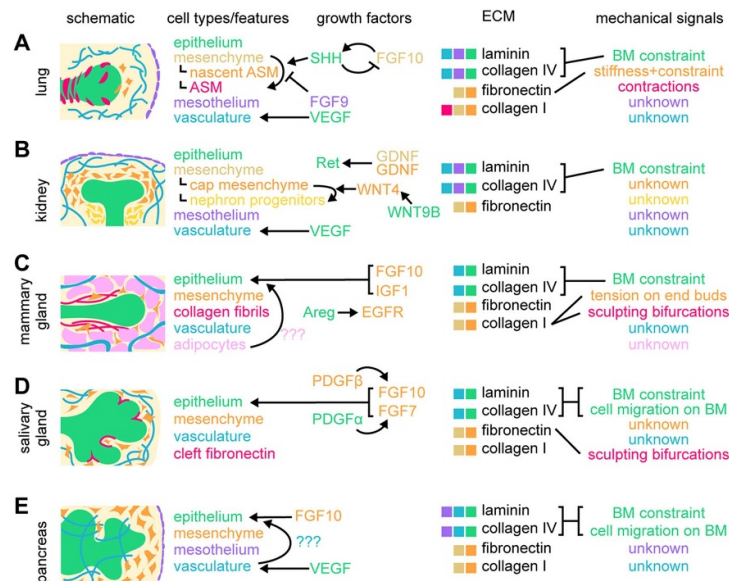 schematic cell types/features growth factors ECM mechanical signals
A
lung
epithelium
mesenchyme
nascent ASM
ASM
mesothelium
vasculature
SHH FGF10
FGF9
VEGF
laminin
collagen IV
fibronectin
collagen I
BM constraint
stiffness+constraint
contractions
unknown
unknown
B
kidney
epithelium
mesenchyme
cap mesenchyme
nephron progenitors
mesothelium
vasculature
Ret GDNF
GDNF
WNT4
WNT9B
VEGF
laminin
collagen IV
fibronectin
BM constraint
unknown
unknown
unknown
unknown
C
mammary
gland
epithelium
mesenchyme
collagen fibrils
vasculature
adipocytes
???
FGF10
IGF1
Areg EGFR
laminin
collagen IV
fibronectin
collagen I
BM constraint
tension on end buds
sculpting bifurcations
unknown
unknown
D
salivary
gland
epithelium
mesenchyme
vasculature
cleft fibronectin
PDGFβ
FGF10
FGF7
PDGFα
laminin
collagen IV
fibronectin
collagen I
BM constraint
cell migration on BM
unknown
unknown
sculpting bifurcations
E
pancreas
epithelium
mesenchyme
mesothelium
vasculature
FGF10
???
VEGF
laminin
collagen IV
fibronectin
collagen I
BM constraint
cell migration on BM
unknown
unknown